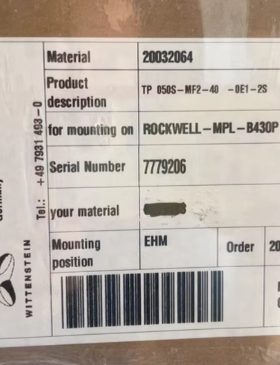 Material 20032064
Product description TP 050S-MF2-40 -0E1-2S
for mounting on ROCKWELL-MPL-B430P
Serial Number 7779206
your material
Mounting position EHM Order 20
Tel.: +49 7931 493-0
WITTENSTEIN